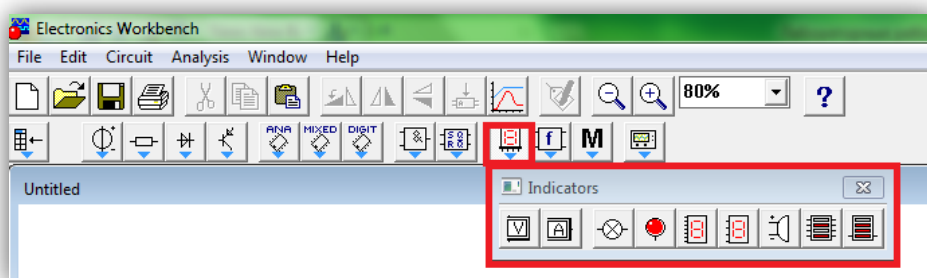 Electronics Workbench
File Edit Circuit Analysis Window Help
80% ?
ANA MIXED DIGIT & f M
Untitled
Indicators
V A